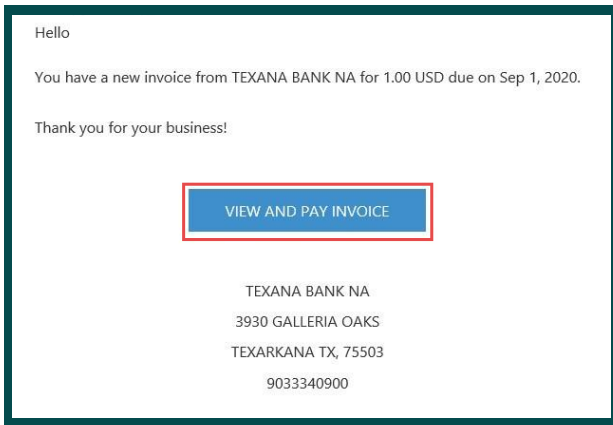 Hello
You have a new invoice from TEXANA BANK NA for 1.00 USD due on Sep 1, 2020.
Thank you for your business!
VIEW AND PAY INVOICE
TEXANA BANK NA
3930 GALLERIA OAKS
TEXARKANA TX, 75503
9033340900